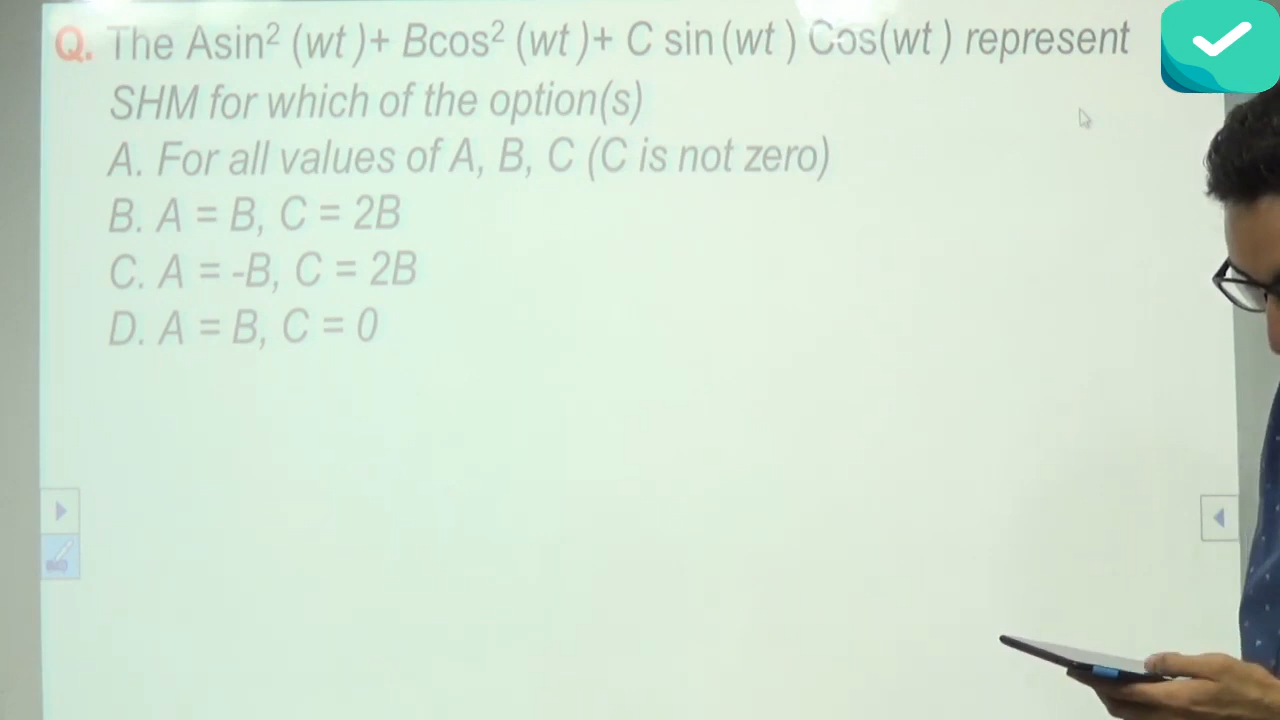 Q. The Asin² (wt )+ Bcos² (wt )+ C sin (wt ) Cos(wt ) represent
SHM for which of the option(s)
A. For all values of A, B, C (C is not zero)
B. A = B, C = 2B
C. A = -B, C = 2B
D. A = B, C = 0